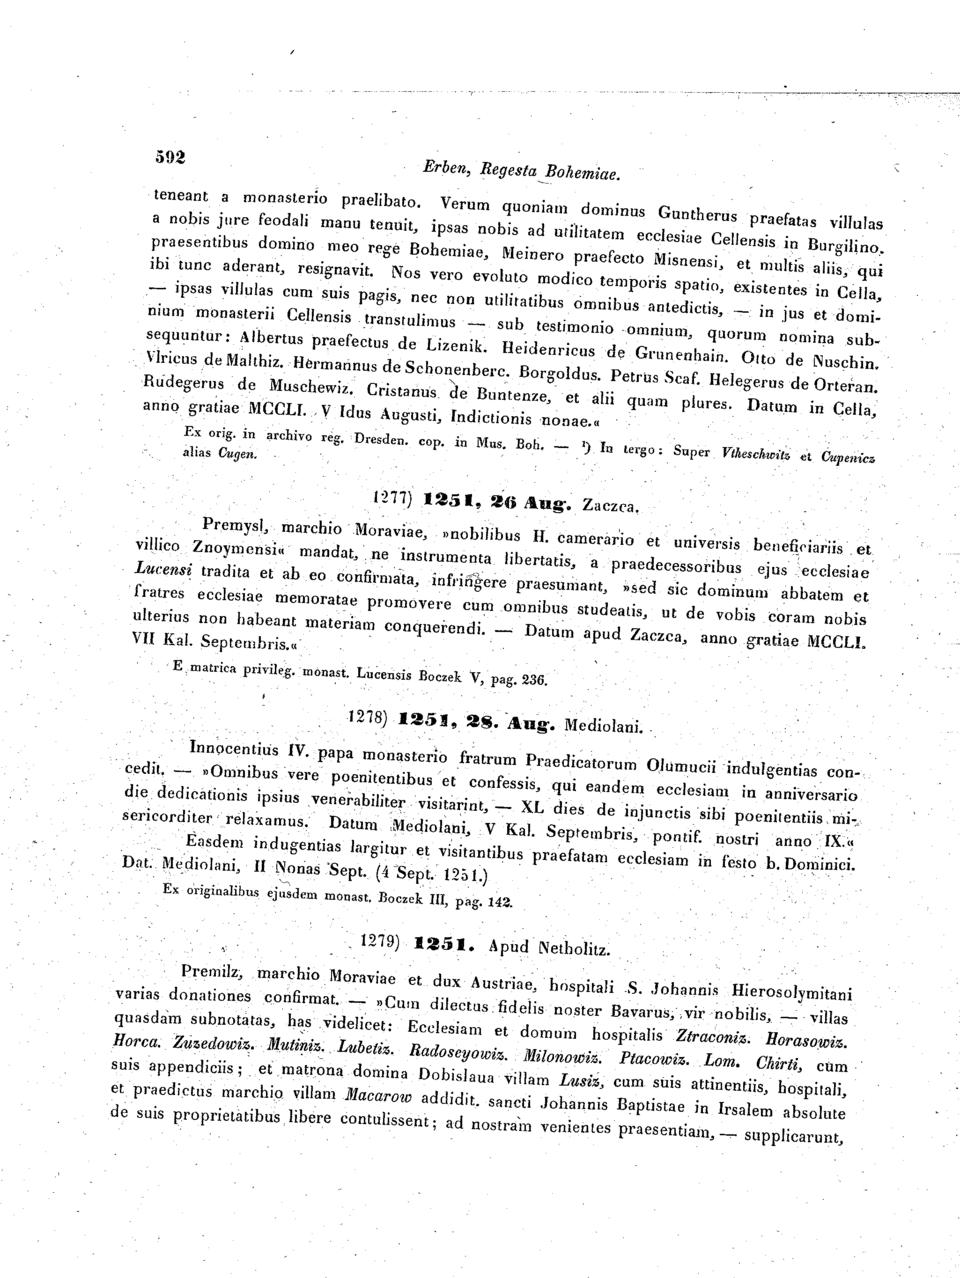 592
Erben, Regesta Bohemiae.
teneant a monasterio praelibato. Verum quoniam dominus Guntherus praefatas villulas
a nobis jure feodali manu tenuit, ipsas nobis ad utilitatem ecclesiae Cellensis in Burgilino,
praesentibus domino meo rege Bohemiae, Meinero praefecto Misnensi, et multis aliis, qui
ibi tunc aderant, resignavit. Nos vero evoluto modico temporis spatio, existentes in Cella,
— ipsas villulas cum suis pagis, nec non utilitatibus omnibus antedictis, — in jus et domi-
nium monasterii Cellensis transtulimus — sub testimonio omnium, quorum nomina sub-
sequuntur: Albertus praefectus de Lizenik. Heidenricus de Grunenhain. Otto de Nuschin.
Vlricus de Malthiz. Hermannus de Schonenberc. Borgoldus. Petrus Scaf. Helegerus de Orteran.
Rudegerus de Muschewiz. Cristanus de Buntenze, et alii quam plures. Datum in Cella,
anno gratiae MCCLI. V Idus Augusti, Indictionis nonae.«
Ex orig. in archivo reg. Dresden. cop. in Mus. Boh. — ¹) In tergo: Super Vtheschwitz et Cupenicz
alias Cugen.
1277) 1251, 26 Aug. Zaczca.
Premysl, marchio Moraviae, »nobilibus H. camerario et universis beneficiariis et
villico Znoymensi« mandat, ne instrumenta libertatis, a praedecessoribus ejus ecclesiae
Lucensi tradita et ab eo confirmata, infringere praesumant, »sed sic dominum abbatem et
fratres ecclesiae memoratae promovere cum omnibus studeatis, ut de vobis coram nobis
ulterius non habeant materiam conquerendi. — Datum apud Zaczca, anno gratiae MCCLI.
VII Kal. Septembris.«
E matrica privileg. monast. Lucensis Boczek V, pag. 236.
1278) 1251, 28. Aug. Mediolani.
Innocentius IV. papa monasterio fratrum Praedicatorum Olumucii indulgentias con-
cedit. — »Omnibus vere poenitentibus et confessis, qui eandem ecclesiam in anniversario
die dedicationis ipsius venerabiliter visitarint, — XL dies de injunctis sibi poenitentiis mi-
sericorditer relaxamus. Datum Mediolani, V Kal. Septembris, pontif. nostri anno IX.«
Easdem indugentias largitur et visitantibus praefatam ecclesiam in festo b. Dominici.
Dat. Mediolani, II Nonas Sept. (4 Sept. 1251.)
Ex originalibus ejusdem monast. Boczek III, pag. 142.
1279) 1251. Apud Netholitz.
Premilz, marchio Moraviae et dux Austriae, hospitali S. Johannis Hierosolymitani
varias donationes confirmat. — »Cum dilectus fidelis noster Bavarus, vir nobilis, — villas
quasdam subnotatas, has videlicet: Ecclesiam et domum hospitalis Ztraconiz. Horasowiz.
Horca. Zuzedowiz. Mutiniz. Lubetiz. Radoseyowiz. Milonowiz. Ptacowiz. Lom. Chirti, cum
suis appendiciis; et matrona domina Dobislaua villam Lusiz, cum suis attinentiis, hospitali,
et praedictus marchio villam Macarow addidit. sancti Johannis Baptistae in Irsalem absolute
de suis proprietatibus libere contulissent; ad nostram venientes praesentiam, — supplicarunt,